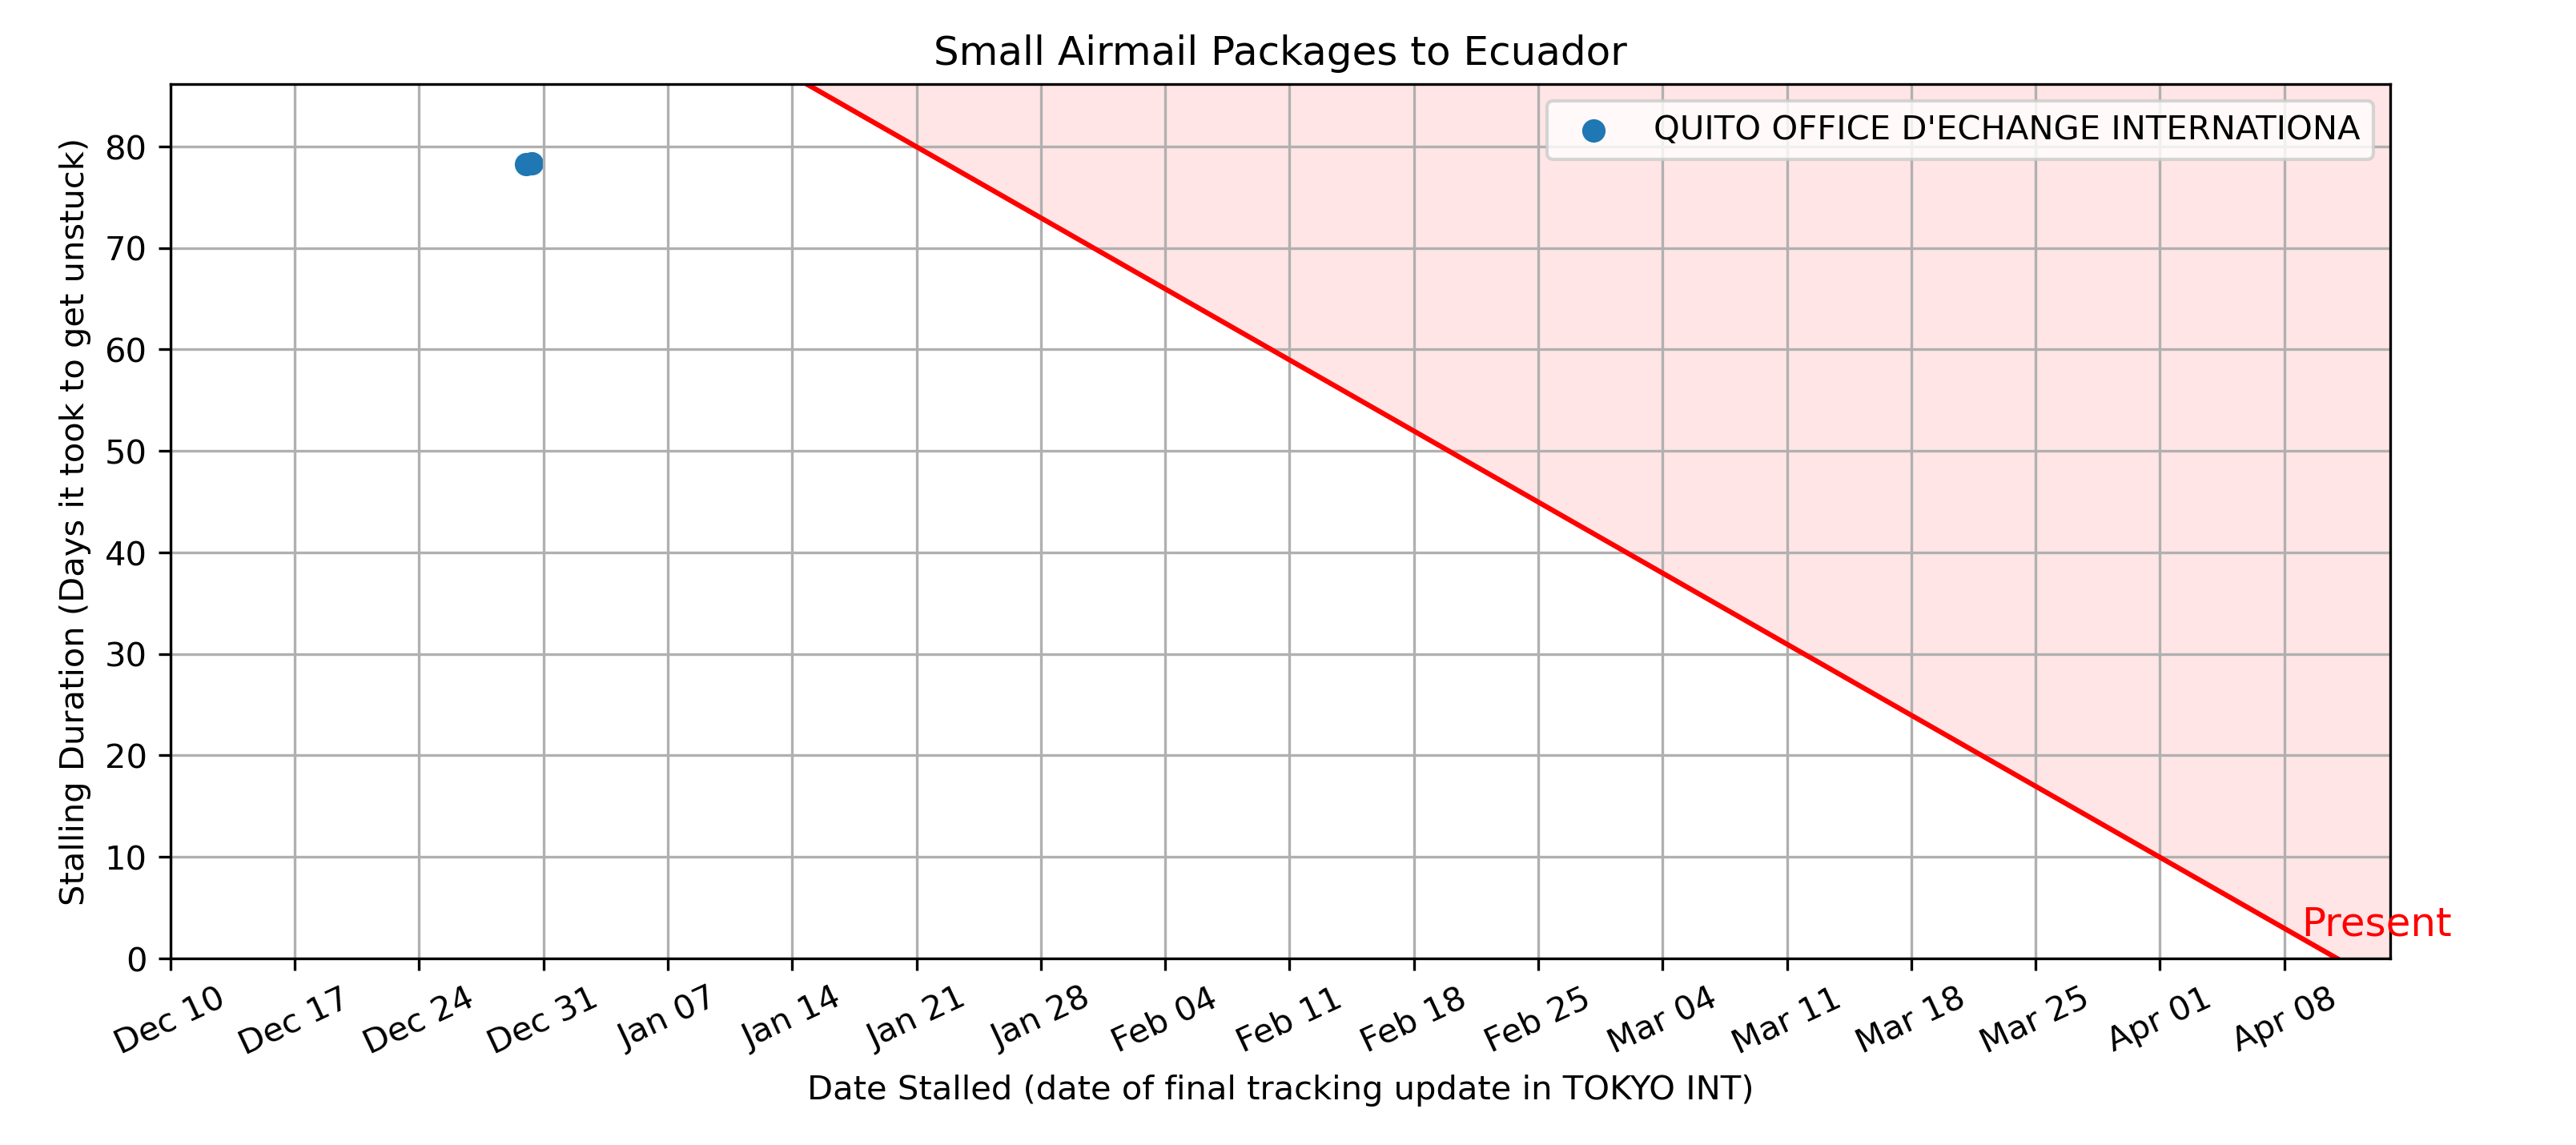 Small Airmail Packages to Ecuador
QUITO OFFICE D'ECHANGE INTERNATIONA
Stalling Duration (Days it took to get unstuck)
80
70
60
50
40
30
20
10
0
Present
Dec 10
Dec 17
Dec 24
Dec 31
Jan 07
Jan 14
Jan 21
Jan 28
Feb 04
Feb 11
Feb 18
Feb 25
Mar 04
Mar 11
Mar 18
Mar 25
Apr 01
Apr 08
Date Stalled (date of final tracking update in TOKYO INT)